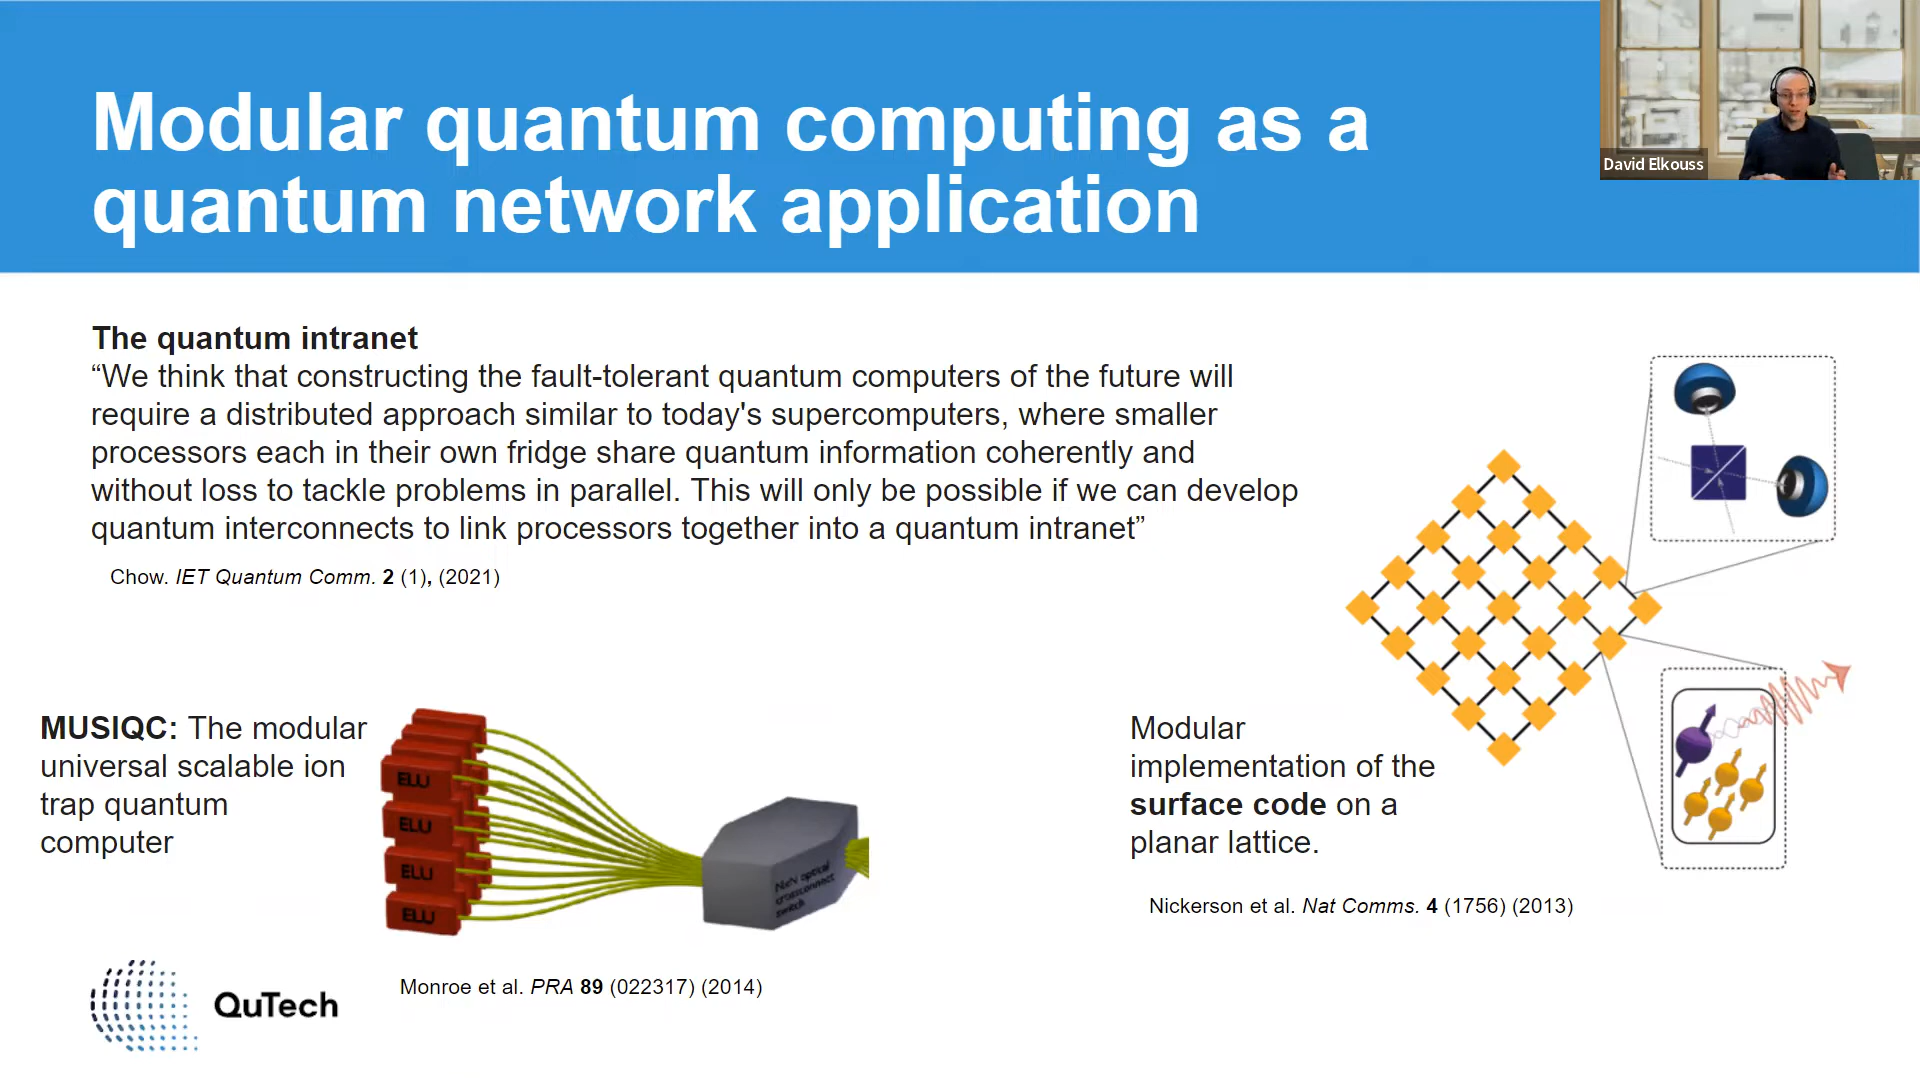 Modular quantum computing as a
quantum network application
David Elkouss
The quantum intranet
“We think that constructing the fault-tolerant quantum computers of the future will
require a distributed approach similar to today's supercomputers, where smaller
processors each in their own fridge share quantum information coherently and
without loss to tackle problems in parallel. This will only be possible if we can develop
quantum interconnects to link processors together into a quantum intranet”
Chow. IET Quantum Comm. 2 (1), (2021)
MUSIQC: The modular
universal scalable ion
trap quantum
computer
ELU
ELU
ELU
ELU
NxN optical
crossconnect
switch
Monroe et al. PRA 89 (022317) (2014)
Modular
implementation of the
surface code on a
planar lattice.
Nickerson et al. Nat Comms. 4 (1756) (2013)
QuTech